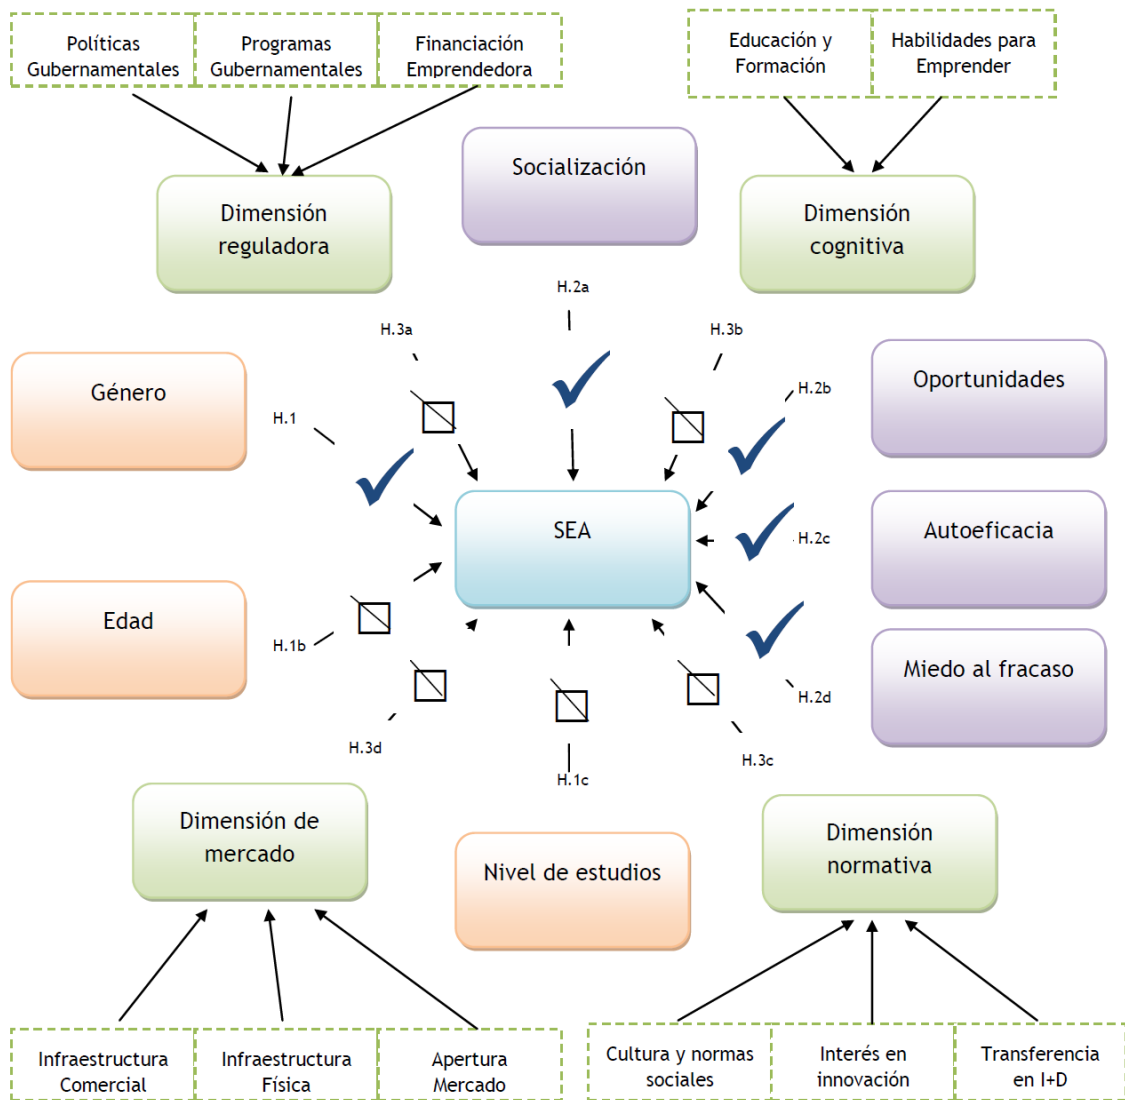 Políticas
Gubernamentales
Programas
Gubernamentales
Financiación
Emprendedora
Educación y
Formación
Habilidades para
Emprender
Socialización
Dimensión
reguladora
Dimensión
cognitiva
H.2a
H.3a
H.3b
Género
Oportunidades
H.2b
H.1
SEA
Autoeficacia
H.2c
Edad
H.1b
Miedo al fracaso
H.2d
H.3d
H.3c
H.1c
Dimensión de
mercado
Nivel de estudios
Dimensión
normativa
Infraestructura
Comercial
Infraestructura
Física
Apertura
Mercado
Cultura y normas
sociales
Interés en
innovación
Transferencia
en I+D